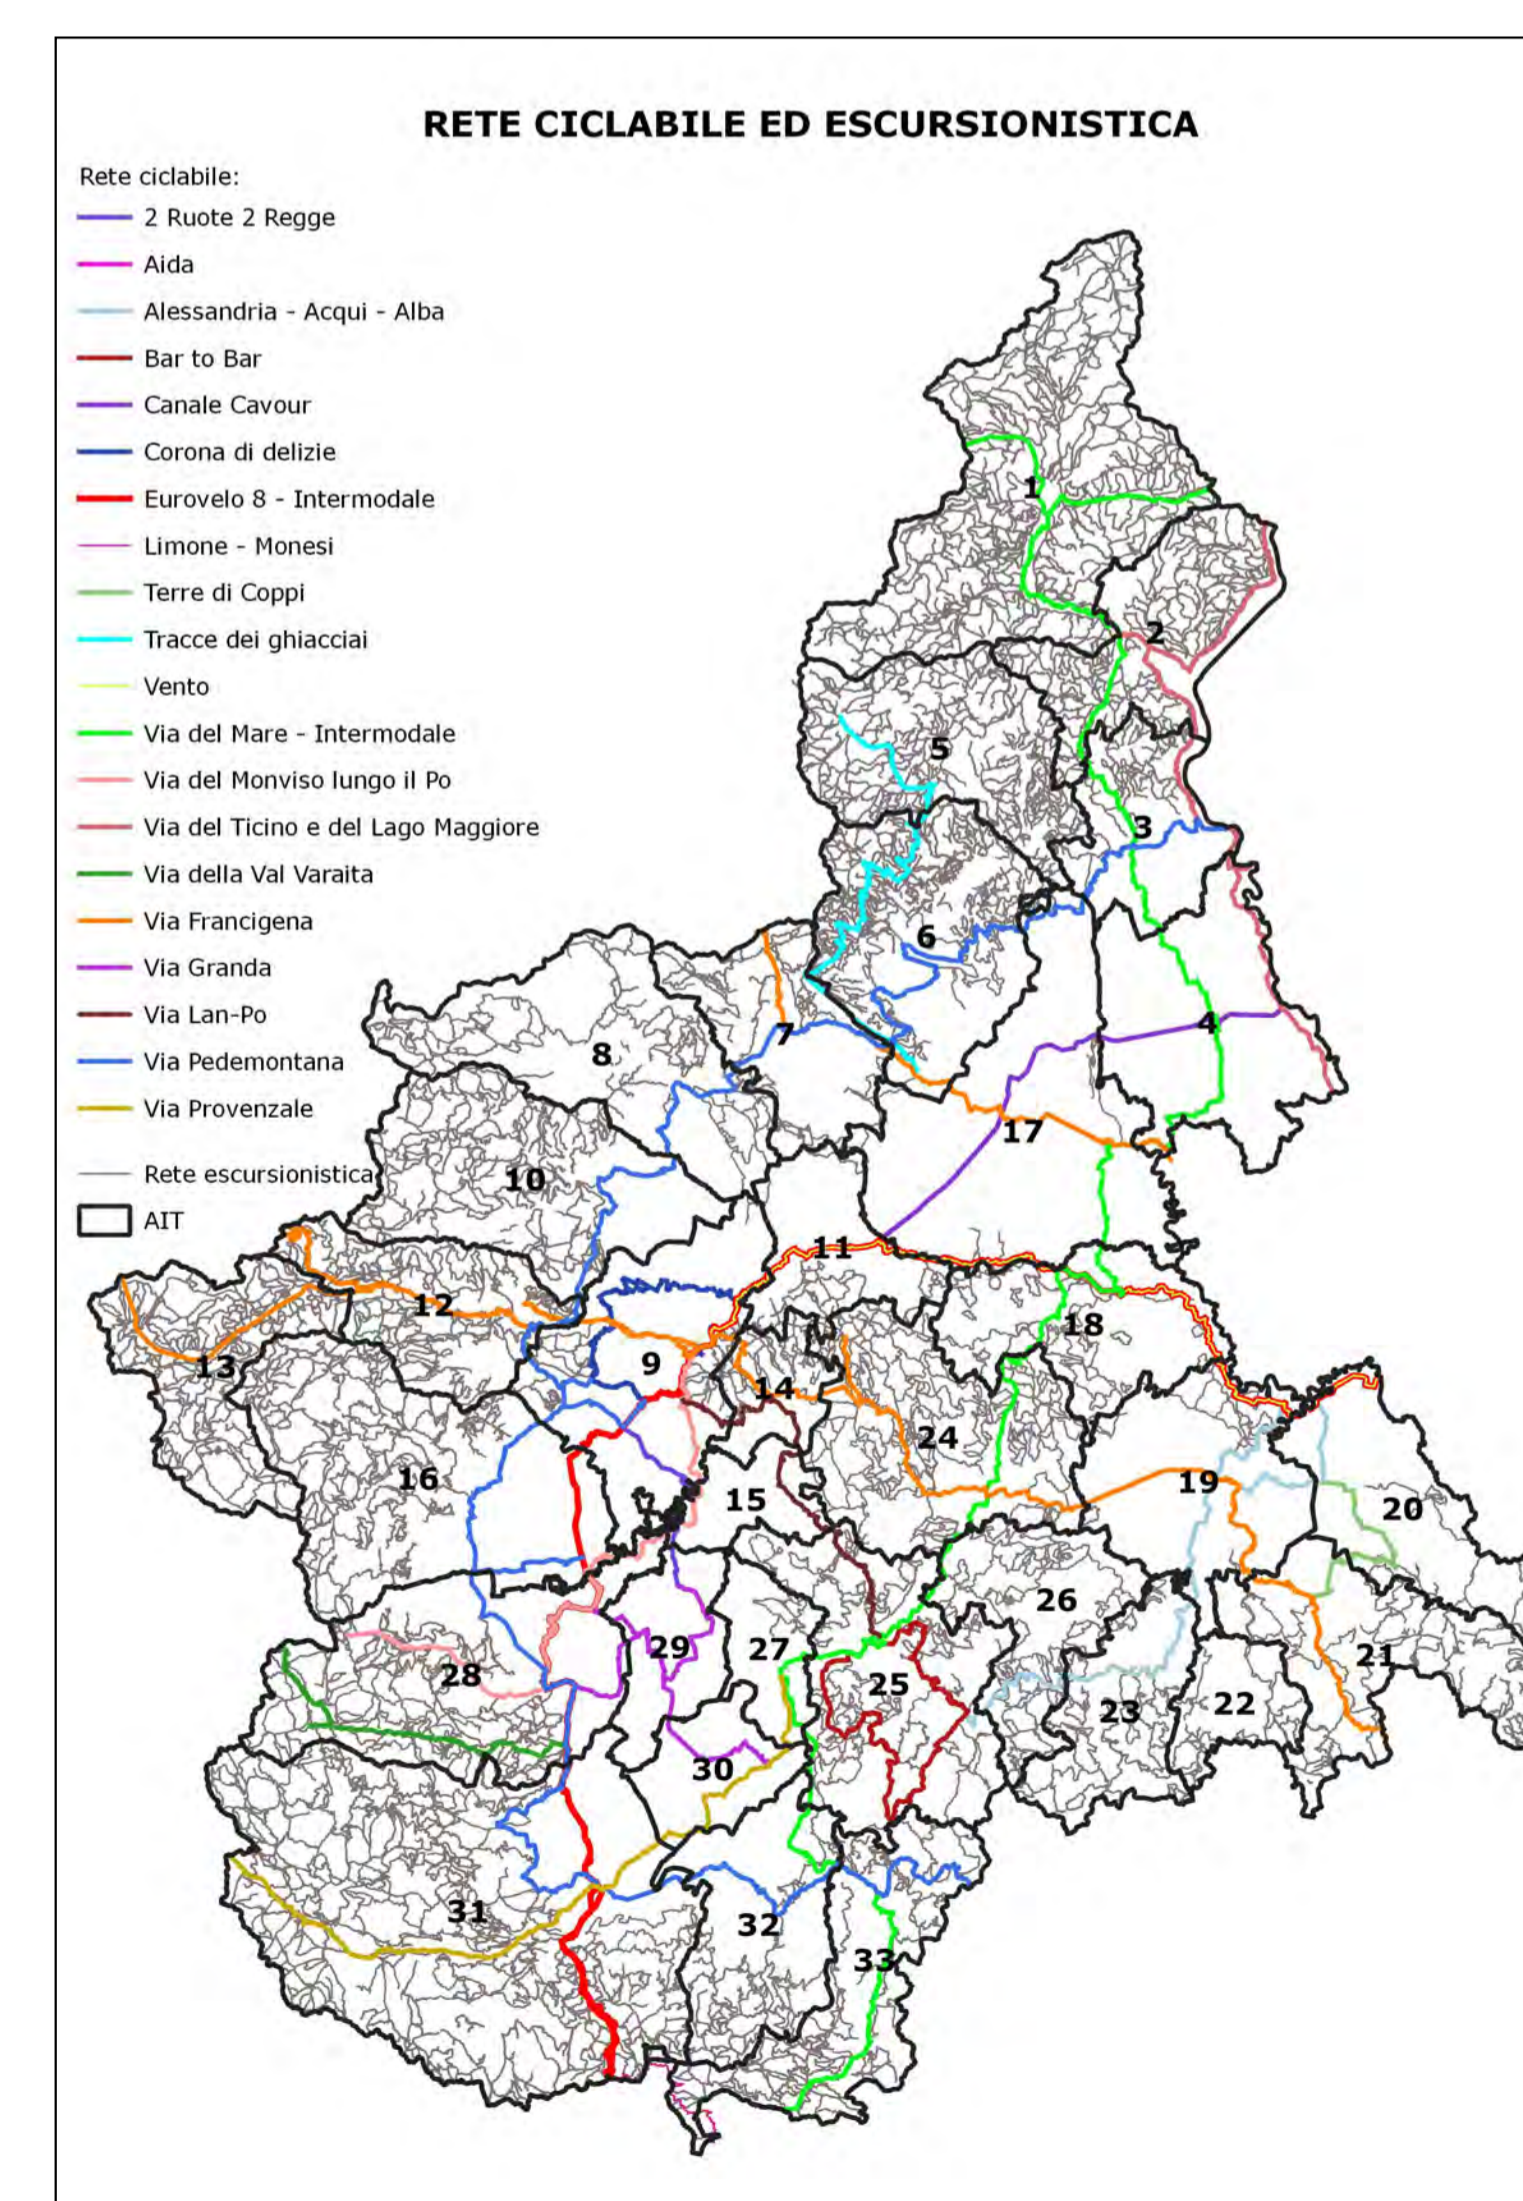 RETE CICLABILE ED ESCURSIONISTICA
Rete ciclabile:
2 Ruote 2 Regge
Aida
Alessandria - Acqui - Alba
Bar to Bar
Canale Cavour
Corona di delizie
Eurovelo 8 - Intermodale
Limone - Monesi
Terre di Coppi
Tracce dei ghiacciai
Vento
Via del Mare - Intermodale
Via del Monviso lungo il Po
Via del Ticino e del Lago Maggiore
Via della Val Varaita
Via Francigena
Via Granda
Via Lan-Po
Via Pedemontana
Via Provenzale
Rete escursionistica
AIT
1
2
5
3
6
4
7
8
17
10
11
12
18
9
13
14
24
16
19
15
20
26
29
27
21
28
25
22
23
30
31
32
33